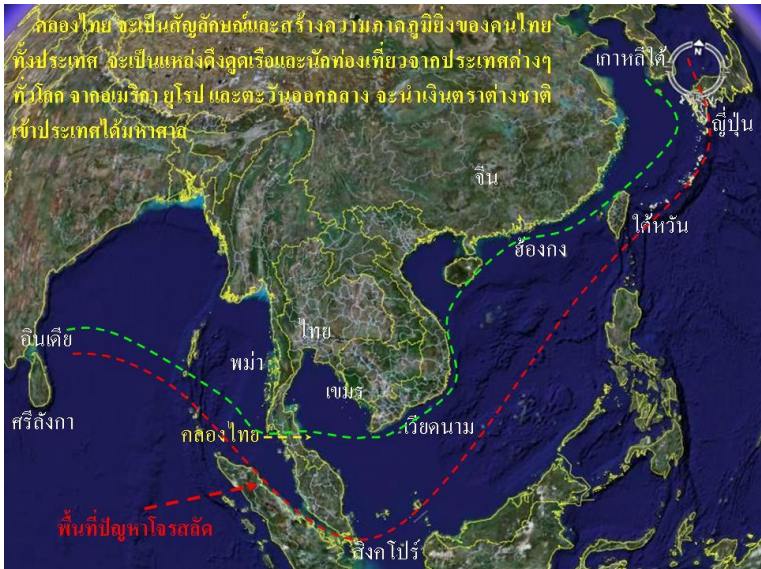 คลองไทย จะเป็นสัญลักษณ์และสร้างความภาคภูมิยิ่งของคนไทย
ทั้งประเทศ จะเป็นแหล่งดึงดูดเรือและนักท่องเที่ยวจากประเทศต่างๆ
ทั่วโลก จากอเมริกา ยุโรป และตะวันออกลาง จะนำเงินตราต่างชาติ
เข้าประเทศได้มหาศาล
N
เกาหลีใต้
ญี่ปุ่น
จีน
ใต้หวัน
ฮ้องกง
อินเดีย
ไทย
พม่า
เขมร
ศรีลังกา
คลองไทย
เวียดนาม
พื้นที่ปัญหาโจรสลัด
สิงคโปร์